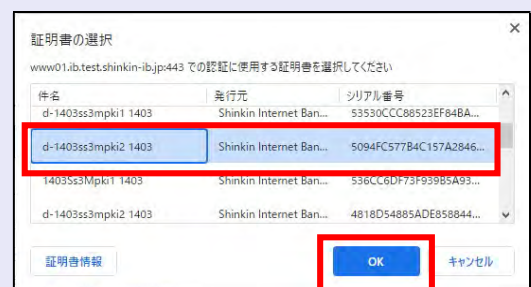 証明書の選択
www01.ib.test.shinkin-ib.jp:443 での認証に使用する証明書を選択してください
件名 発行元 シリアル番号
d-1403ss3mpki1 1403 Shinkin Internet Ban... 53530CCC88523EF84BA...
d-1403ss3mpki2 1403 Shinkin Internet Ban... 5094FC577B4C157A2846...
1403Ss3Mpki1 1403 Shinkin Internet Ban... 536CC6DF73F939B5A93...
d-1403ss3mpki2 1403 Shinkin Internet Ban... 4818D54885ADE858844...
証明書情報 OK キャンセル